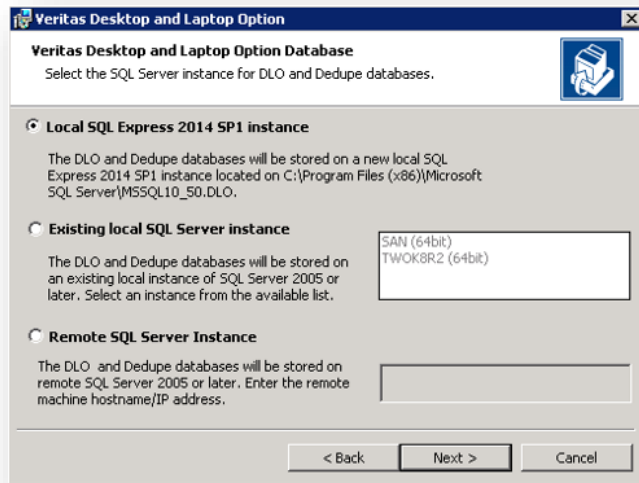 Veritas Desktop and Laptop Option
Veritas Desktop and Laptop Option Database
Select the SQL Server instance for DLO and Dedupe databases.
Local SQL Express 2014 SP1 instance
The DLO and Dedupe databases will be stored on a new local SQL
Express 2014 SP1 instance located on C:\Program Files (x86)\Microsoft
SQL Server\MSSQL10_50.DLO.
Existing local SQL Server instance
The DLO and Dedupe databases will be stored on
an existing local instance of SQL Server 2005 or
later. Select an instance from the available list.
SAN (64bit)
TWOK8R2 (64bit)
Remote SQL Server Instance
The DLO  and Dedupe databases will be stored on
remote SQL Server 2005 or later. Enter the remote
machine hostname/IP address.
< Back
Next >
Cancel